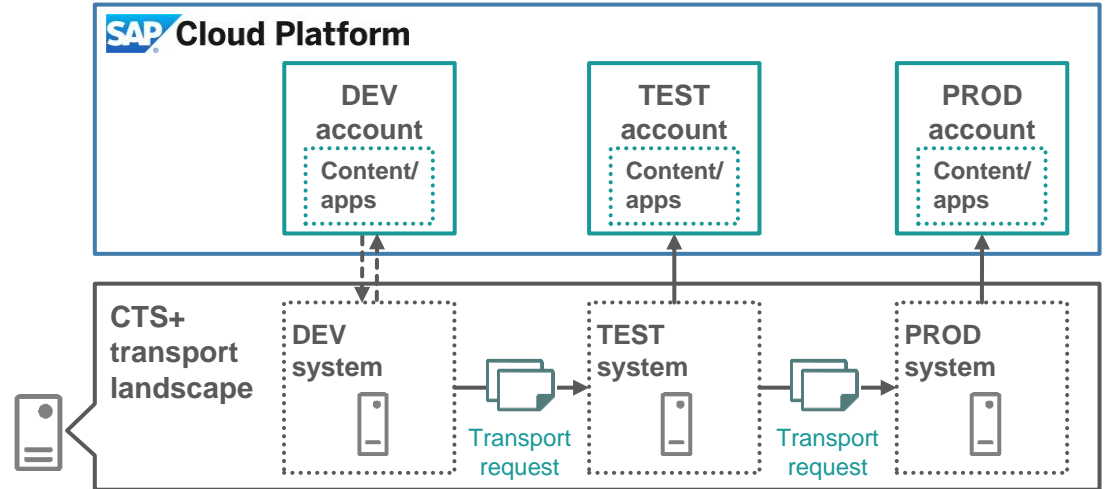 SAP Cloud Platform
DEV
account
Content/
apps
TEST
account
Content/
apps
PROD
account
Content/
apps
CTS+
transport
landscape
DEV
system
Transport
request
TEST
system
Transport
request
PROD
system